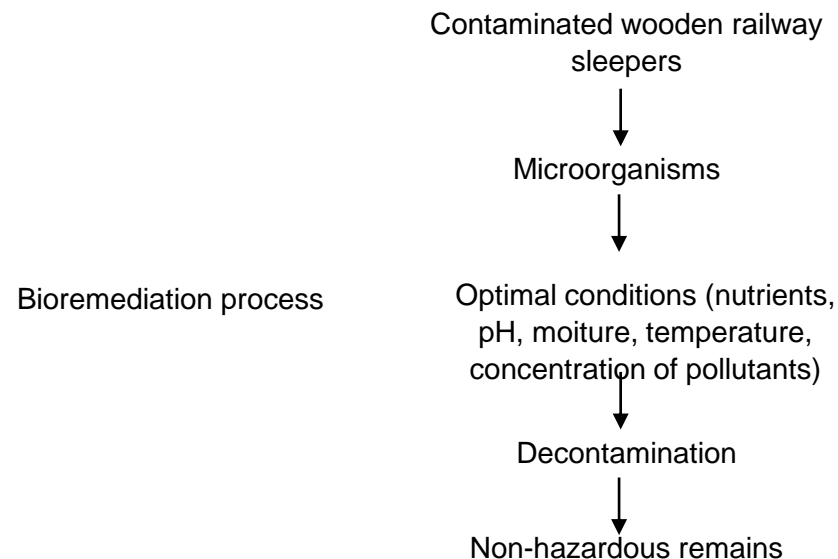 Contaminated wooden railway
sleepers
Microorganisms
Bioremediation process
Optimal conditions (nutrients,
pH, moiture, temperature,
concentration of pollutants)
Decontamination
Non-hazardous remains